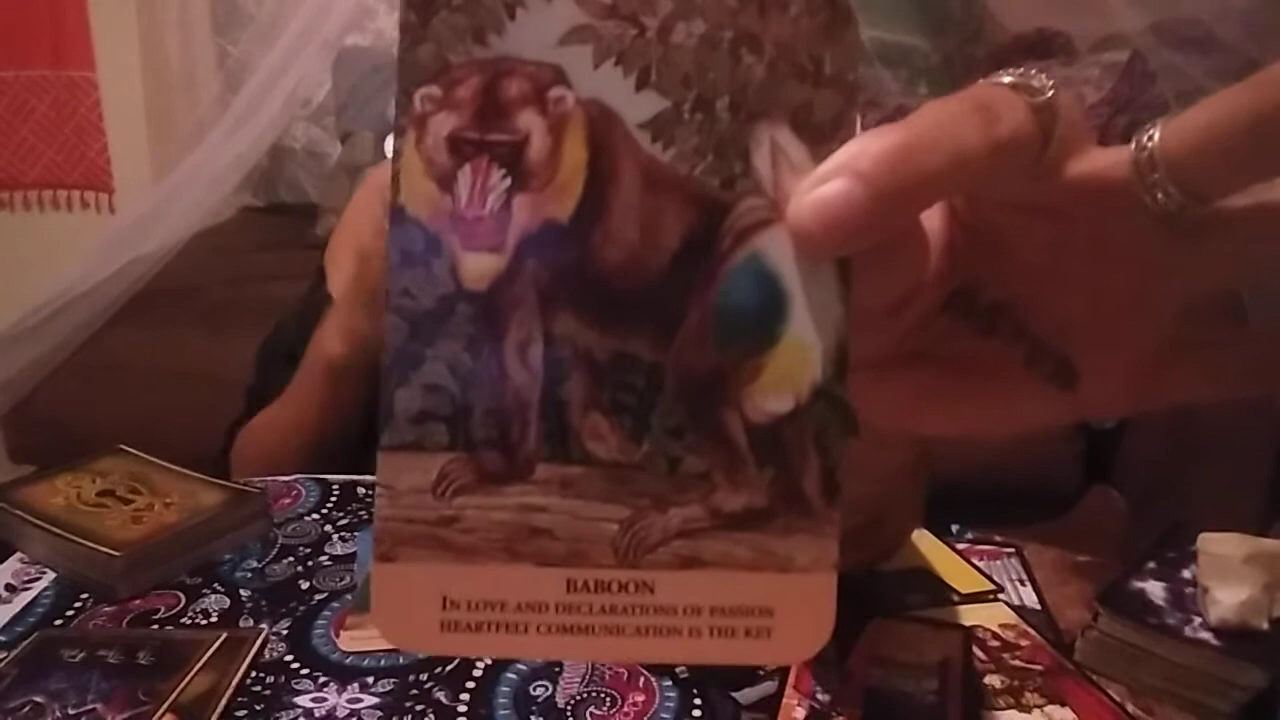 BABOON
IN LOVE AND DECLARATIONS OF PASSION
HEARTFELT COMMUNICATION IS THE KEY